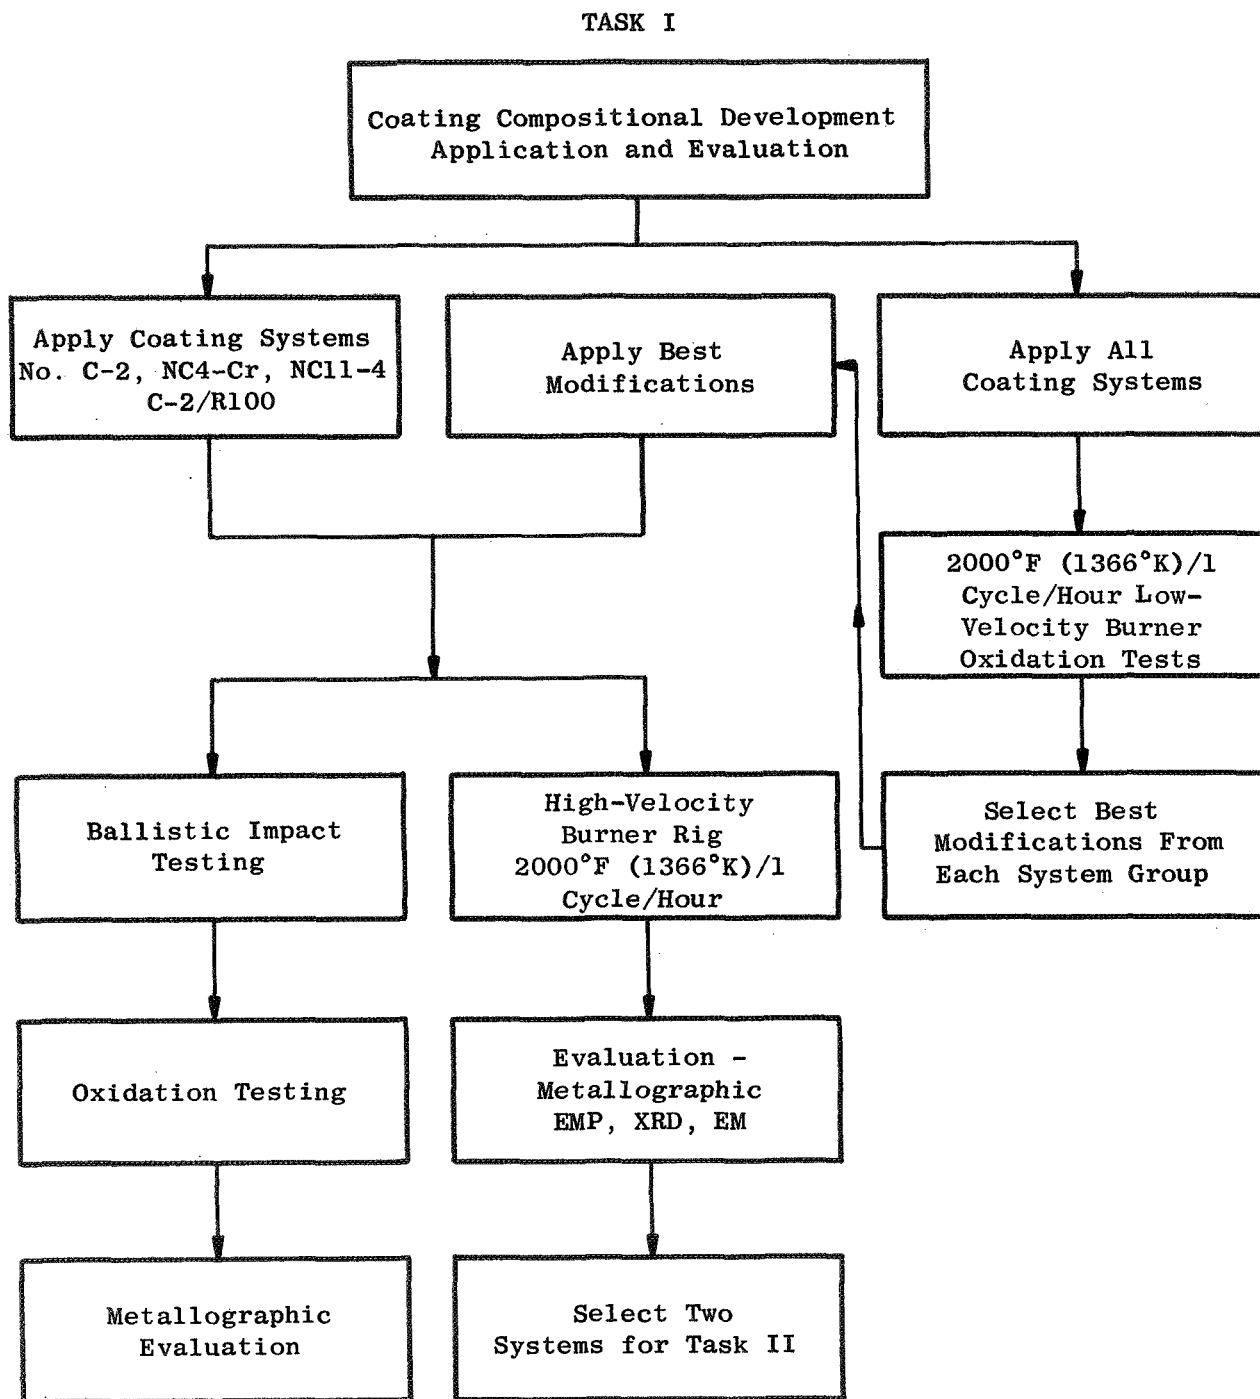 TASK I
Coating Compositional Development
Application and Evaluation
Apply Coating Systems
No. C-2, NC4-Cr, NC11-4
C-2/R100
Apply Best
Modifications
Apply All
Coating Systems
2000°F (1366°K)/1
Cycle/Hour Low-
Velocity Burner
Oxidation Tests
Select Best
Modifications From
Each System Group
Ballistic Impact
Testing
High-Velocity
Burner Rig
2000°F (1366°K)/1
Cycle/Hour
Oxidation Testing
Evaluation -
Metallographic
EMP, XRD, EM
Metallographic
Evaluation
Select Two
Systems for Task II